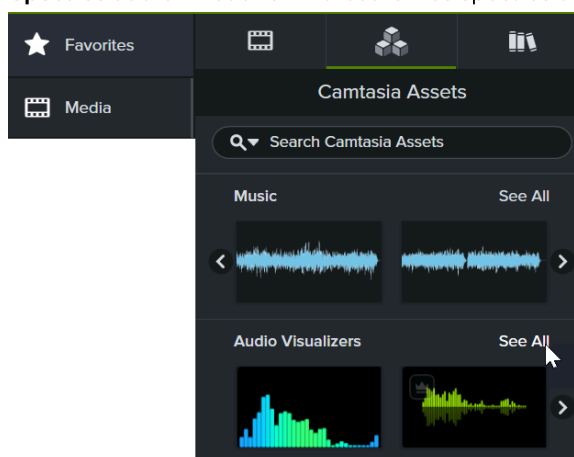 Favorites
Media
Camtasia Assets
Search Camtasia Assets
Music See All
Audio Visualizers See All